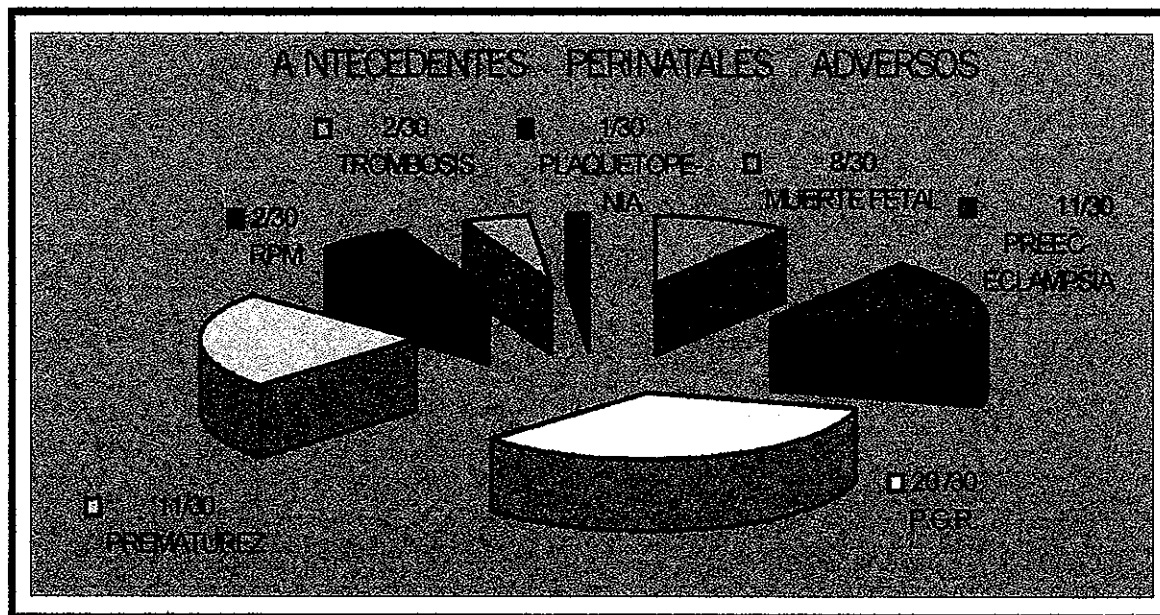 ANTECEDENTES PERINATALES ADVERSOS
2/30
TROMBOSIS
1/30
PLAQUETOPE-
NIA
8/30
MUERTE FETAL
11/30
PREEC-
ECLAMPSIA
2/30
RPM
20/30
P.G.R.
11/30
PREMATUREZ